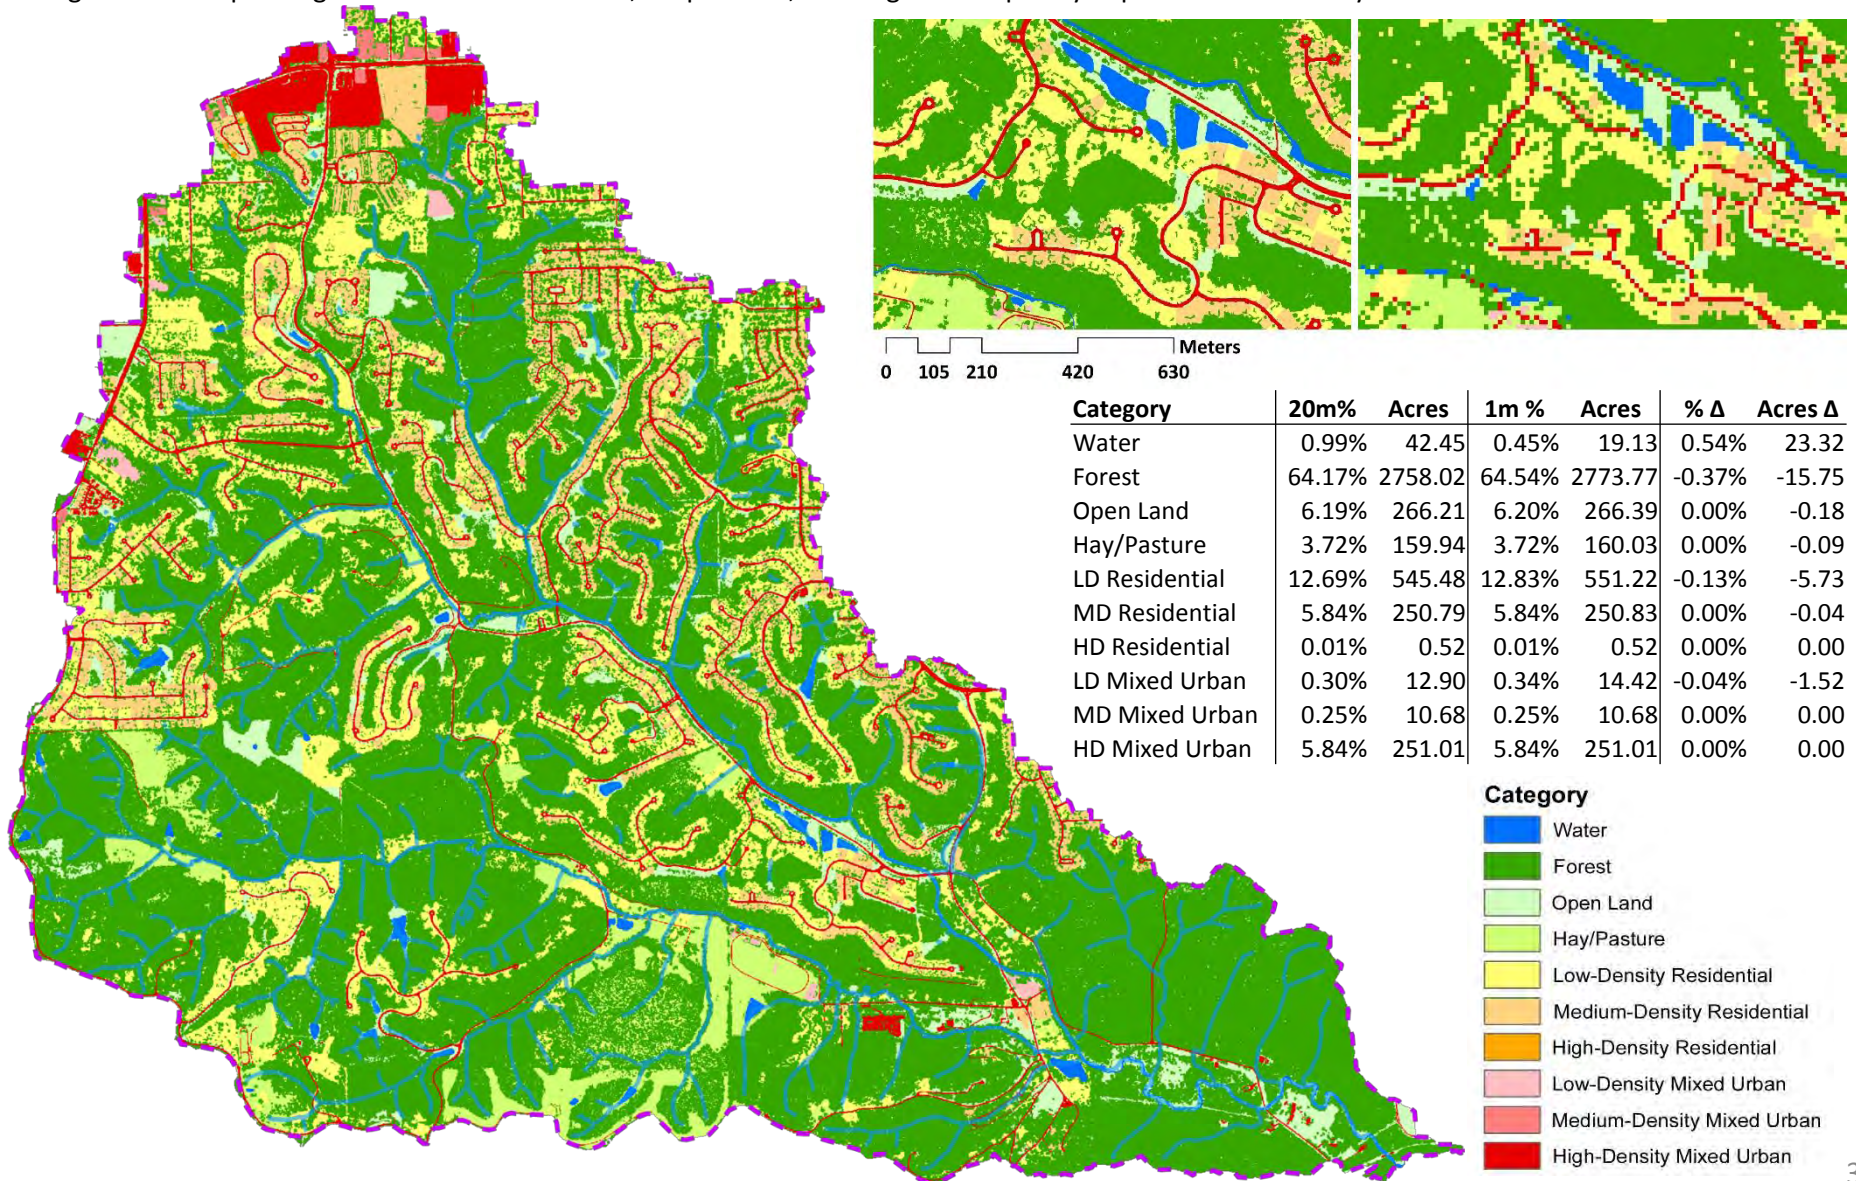 Meters
0 105 210 420 630
Category 20m% Acres 1m % Acres % Δ Acres Δ
Water 0.99% 42.45 0.45% 19.13 0.54% 23.32
Forest 64.17% 2758.02 64.54% 2773.77 -0.37% -15.75
Open Land 6.19% 266.21 6.20% 266.39 0.00% -0.18
Hay/Pasture 3.72% 159.94 3.72% 160.03 0.00% -0.09
LD Residential 12.69% 545.48 12.83% 551.22 -0.13% -5.73
MD Residential 5.84% 250.79 5.84% 250.83 0.00% -0.04
HD Residential 0.01% 0.52 0.01% 0.52 0.00% 0.00
LD Mixed Urban 0.30% 12.90 0.34% 14.42 -0.04% -1.52
MD Mixed Urban 0.25% 10.68 0.25% 10.68 0.00% 0.00
HD Mixed Urban 5.84% 251.01 5.84% 251.01 0.00% 0.00
Category
Water
Forest
Open Land
Hay/Pasture
Low-Density Residential
Medium-Density Residential
High-Density Residential
Low-Density Mixed Urban
Medium-Density Mixed Urban
High-Density Mixed Urban
3